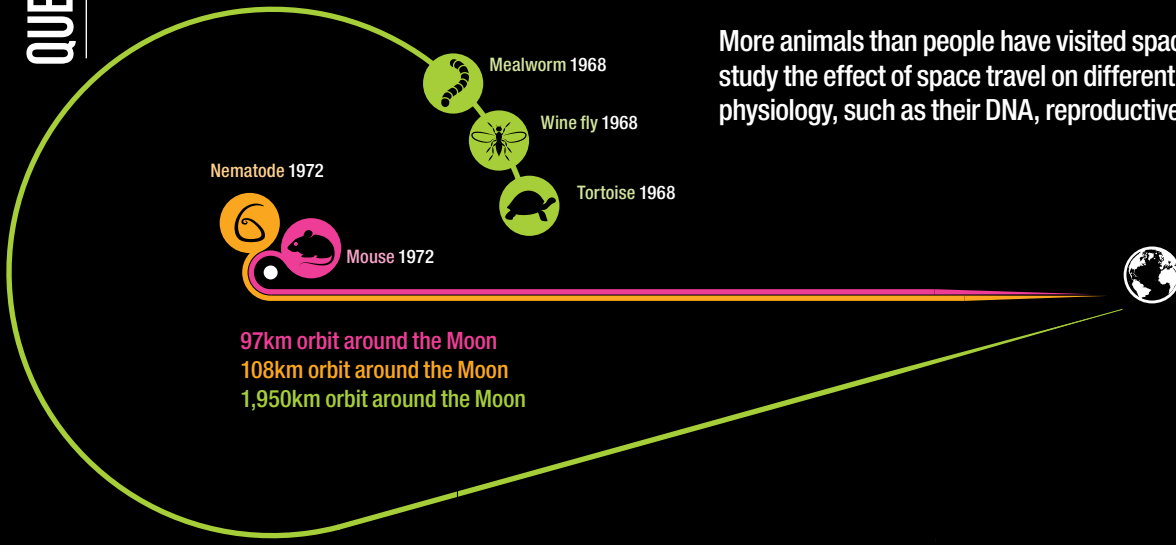 More animals than people have visited
study the effect of space travel on different
physiology, such as their DNA, reproductive
Mealworm 1968
Wine fly 1968
Tortoise 1968
Nematode 1972
Mouse 1972
97km orbit around the Moon
108km orbit around the Moon
1,950km orbit around the Moon